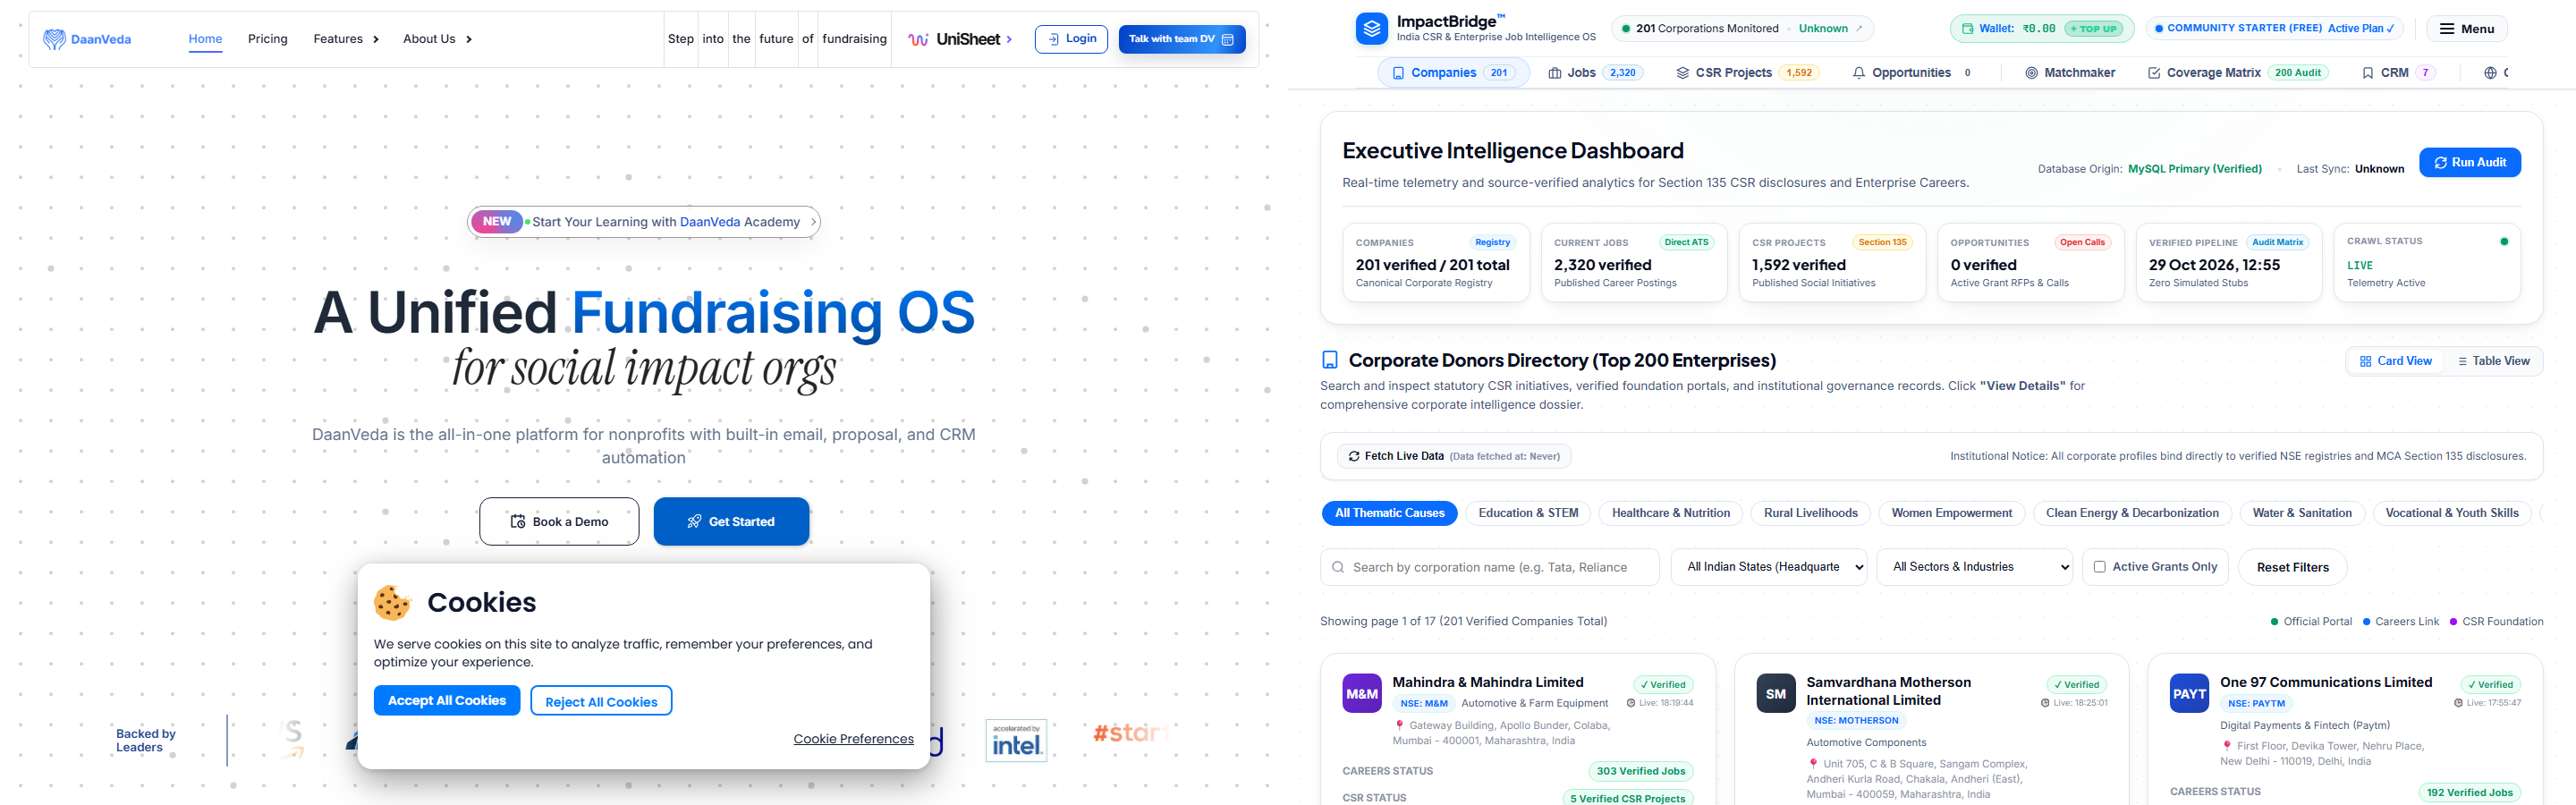 DaanVeda
Home
Pricing
Features
About Us
Step into the future of fundraising
UniSheet
Login
Talk with team DV
NEW Start Your Learning with DaanVeda Academy
A Unified Fundraising OS
for social impact orgs
DaanVeda is the all-in-one platform for nonprofits with built-in email, proposal, and CRM
automation
Book a Demo
Get Started
Cookies
We serve cookies on this site to analyze traffic, remember your preferences, and
optimize your experience.
Accept All Cookies
Reject All Cookies
Cookie Preferences
Backed by
Leaders
accelerated by
intel.
#start
ImpactBridge™
India CSR & Enterprise Job Intelligence OS
201 Corporations Monitored
Unknown
Wallet: ₹0.00 + TOP UP
COMMUNITY STARTER (FREE) Active Plan ✓
Menu
Companies 201
Jobs 2,320
CSR Projects 1,592
Opportunities 0
Matchmaker
Coverage Matrix 200 Audit
CRM 7
Executive Intelligence Dashboard
Real-time telemetry and source-verified analytics for Section 135 CSR disclosures and Enterprise Careers.
Database Origin: MySQL Primary (Verified)
Last Sync: Unknown
Run Audit
COMPANIES Registry
201 verified / 201 total
Canonical Corporate Registry
CURRENT JOBS Direct ATS
2,320 verified
Published Career Postings
CSR PROJECTS Section 135
1,592 verified
Published Social Initiatives
OPPORTUNITIES Open Calls
0 verified
Active Grant RFPs & Calls
VERIFIED PIPELINE Audit Matrix
29 Oct 2026, 12:55
Zero Simulated Stubs
CRAWL STATUS
LIVE
Telemetry Active
Corporate Donors Directory (Top 200 Enterprises)
Search and inspect statutory CSR initiatives, verified foundation portals, and institutional governance records. Click "View Details" for
comprehensive corporate intelligence dossier.
Card View
Table View
Fetch Live Data (Data fetched at: Never)
Institutional Notice: All corporate profiles bind directly to verified NSE registries and MCA Section 135 disclosures.
All Thematic Causes
Education & STEM
Healthcare & Nutrition
Rural Livelihoods
Women Empowerment
Clean Energy & Decarbonization
Water & Sanitation
Vocational & Youth Skills
Search by corporation name (e.g. Tata, Reliance
All Indian States (Headquarte
All Sectors & Industries
Active Grants Only
Reset Filters
Showing page 1 of 17 (201 Verified Companies Total)
Official Portal
Careers Link
CSR Foundation
M&M
Mahindra & Mahindra Limited
✓ Verified
NSE: M&M Automotive & Farm Equipment
Live: 18:19:44
Gateway Building, Apollo Bunder, Colaba,
Mumbai - 400001, Maharashtra, India
CAREERS STATUS
303 Verified Jobs
CSR STATUS
5 Verified CSR Projects
SM
Samvardhana Motherson
International Limited
✓ Verified
Live: 18:25:01
NSE: MOTHERSON
Automotive Components
Unit 705, C & B Square, Sangam Complex,
Andheri Kurla Road, Chakala, Andheri (East),
Mumbai - 400059, Maharashtra, India
PAYT
One 97 Communications Limited
✓ Verified
NSE: PAYTM
Live: 17:55:47
Digital Payments & Fintech (Paytm)
First Floor, Devika Tower, Nehru Place,
New Delhi - 110019, Delhi, India
CAREERS STATUS
192 Verified Jobs